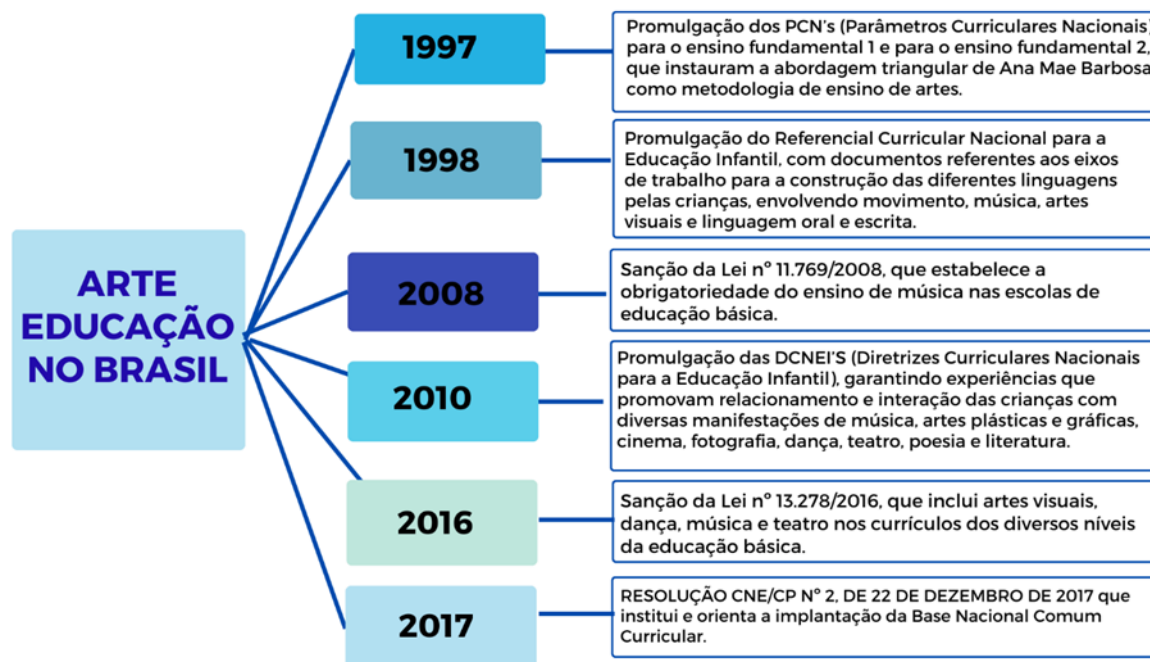 ARTE
EDUCAÇÃO
NO BRASIL
1997
Promulgação dos PCN's (Parâmetros Curriculares Nacionais)
para o ensino fundamental 1 e para o ensino fundamental 2,
que instauram a abordagem triangular de Ana Mae Barbosa
como metodologia de ensino de artes.
1998
Promulgação do Referencial Curricular Nacional para a
Educação Infantil, com documentos referentes aos eixos
de trabalho para a construção das diferentes linguagens
pelas crianças, envolvendo movimento, música, artes
visuais e linguagem oral e escrita.
2008
Sanção da Lei nº 11.769/2008, que estabelece a
obrigatoriedade do ensino de música nas escolas de
educação básica.
2010
Promulgação das DCNEI'S (Diretrizes Curriculares Nacionais
para a Educação Infantil), garantindo experiências que
promovam relacionamento e interação das crianças com
diversas manifestações de música, artes plásticas e gráficas,
cinema, fotografia, dança, teatro, poesia e literatura.
2016
Sanção da Lei nº 13.278/2016, que inclui artes visuais,
dança, música e teatro nos currículos dos diversos níveis
da educação básica.
2017
RESOLUÇÃO CNE/CP Nº 2, DE 22 DE DEZEMBRO DE 2017 que
institui e orienta a implantação da Base Nacional Comum
Curricular.